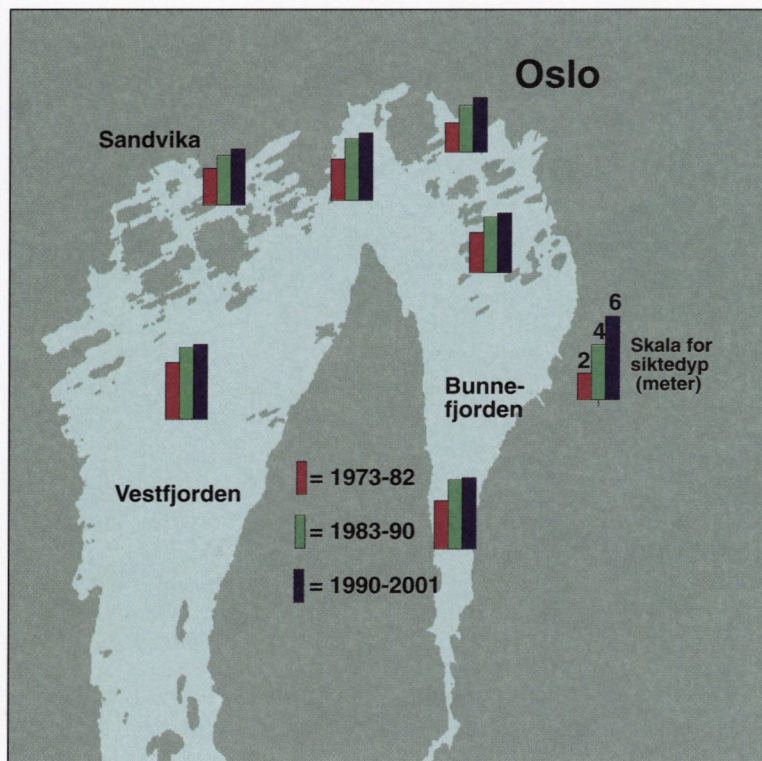 Oslo
Sandvika
6
4
2
Skala for
siktedyp
(meter)
Bunne-
fjorden
Vestfjorden
= 1973-82
= 1983-90
= 1990-2001